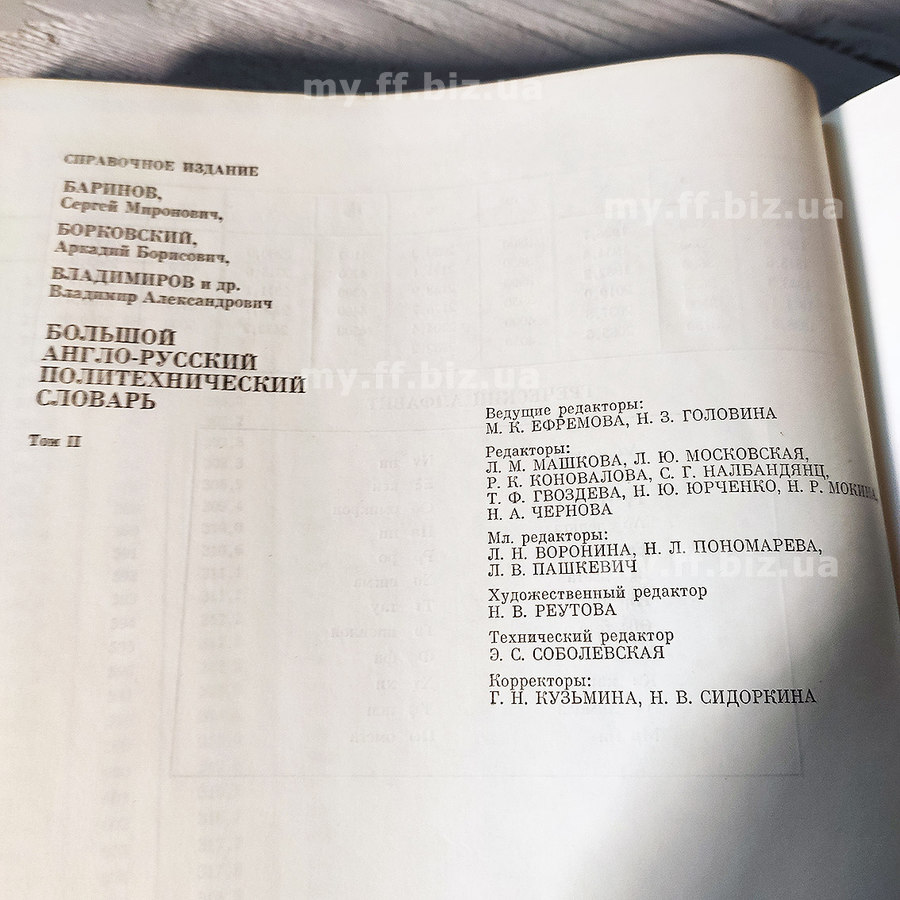 my.ff.biz.ua
СПРАВОЧНОЕ ИЗДАНИЕ
БАРИНОВ,
Сергей Миронович,
my.ff.biz.ua
БОРКОВСКИЙ,
Аркадий Борисович,
ВЛАДИМИРОВ и др.
Владимир Александрович
БОЛЬШОЙ
АНГЛО-РУССКИЙ
ПОЛИТЕХНИЧЕСКИЙ
СЛОВАРЬ
my.ff.biz.ua
Том II
Ведущие редакторы:
М. К. ЕФРЕМОВА, Н. З. ГОЛОВИНА
Редакторы:
Л. М. МАШКОВА, Л. Ю. МОСКОВСКАЯ,
Р. К. КОНОВАЛОВА, С. Г. НАЛБАНДЯНЦ,
Т. Ф. ГВОЗДЕВА, Н. Ю. ЮРЧЕНКО, Н. Р. МОКИНА,
Н. А. ЧЕРНОВА
Мл. редакторы:
Л. Н. ВОРОНИНА, Н. Л. ПОНОМАРЕВА,
Л. В. ПАШКЕВИЧ
my.ff.biz.ua
Художественный редактор
Н. В. РЕУТОВА
Технический редактор
Э. С. СОБОЛЕВСКАЯ
Корректоры:
Г. Н. КУЗЬМИНА, Н. В. СИДОРКИНА